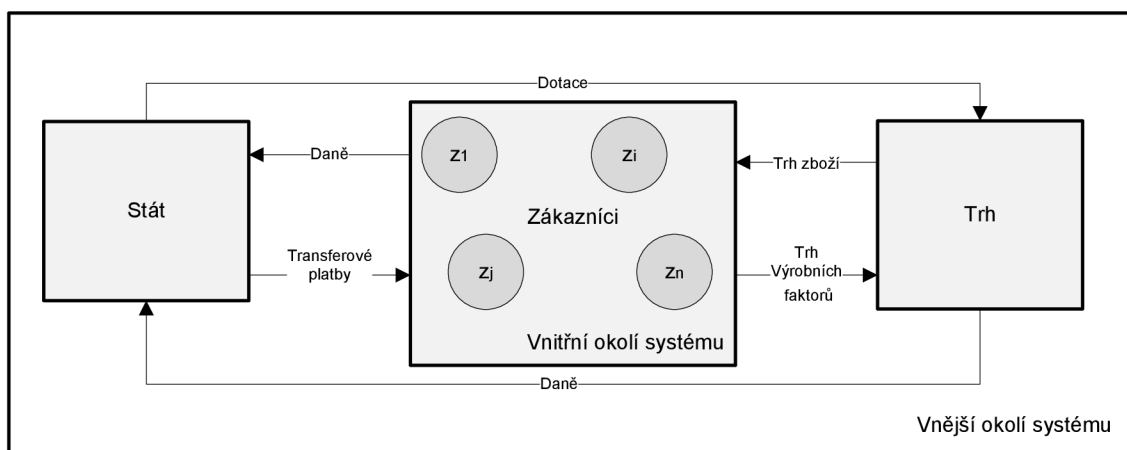 Dotace
Daně
Z1
Zi
Trh zboží
Stát
Zákazníci
Trh
Transferové
platby
Zj
Zn
Trh
Výrobních
faktorů
Vnitřní okolí systému
Daně
Vnější okolí systému